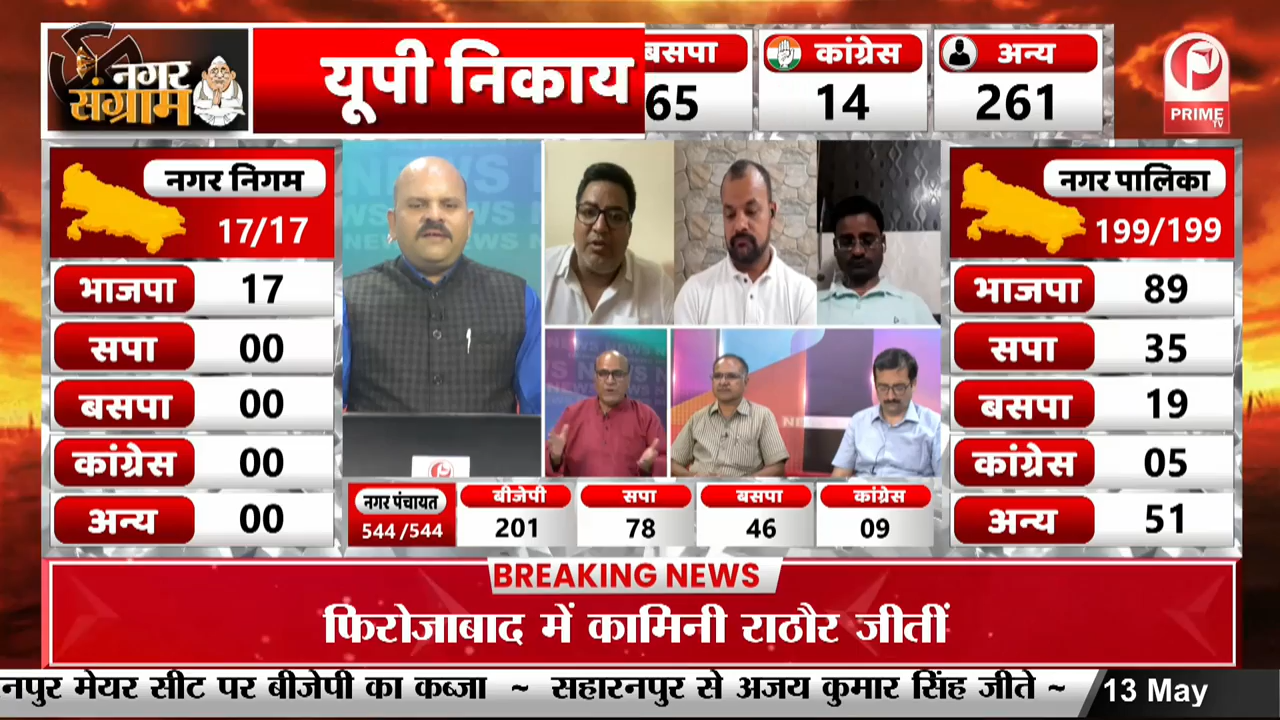 नगर
संग्राम
यूपी निकाय
बसपा
65
कांग्रेस
14
अन्य
261
PRIME
TV
नगर निगम
17/17
भाजपा 17
सपा 00
बसपा 00
कांग्रेस 00
अन्य 00
NEWS
नगर पालिका
199/199
भाजपा 89
सपा 35
बसपा 19
कांग्रेस 05
अन्य 51
नगर पंचायत
544/544
बीजेपी
201
सपा
78
बसपा
46
कांग्रेस
09
BREAKING NEWS
फिरोजाबाद में कामिनी राठौर जीतीं
नपुर मेयर सीट पर बीजेपी का कब्जा ~ सहारनपुर से अजय कुमार सिंह जीते ~
13 May